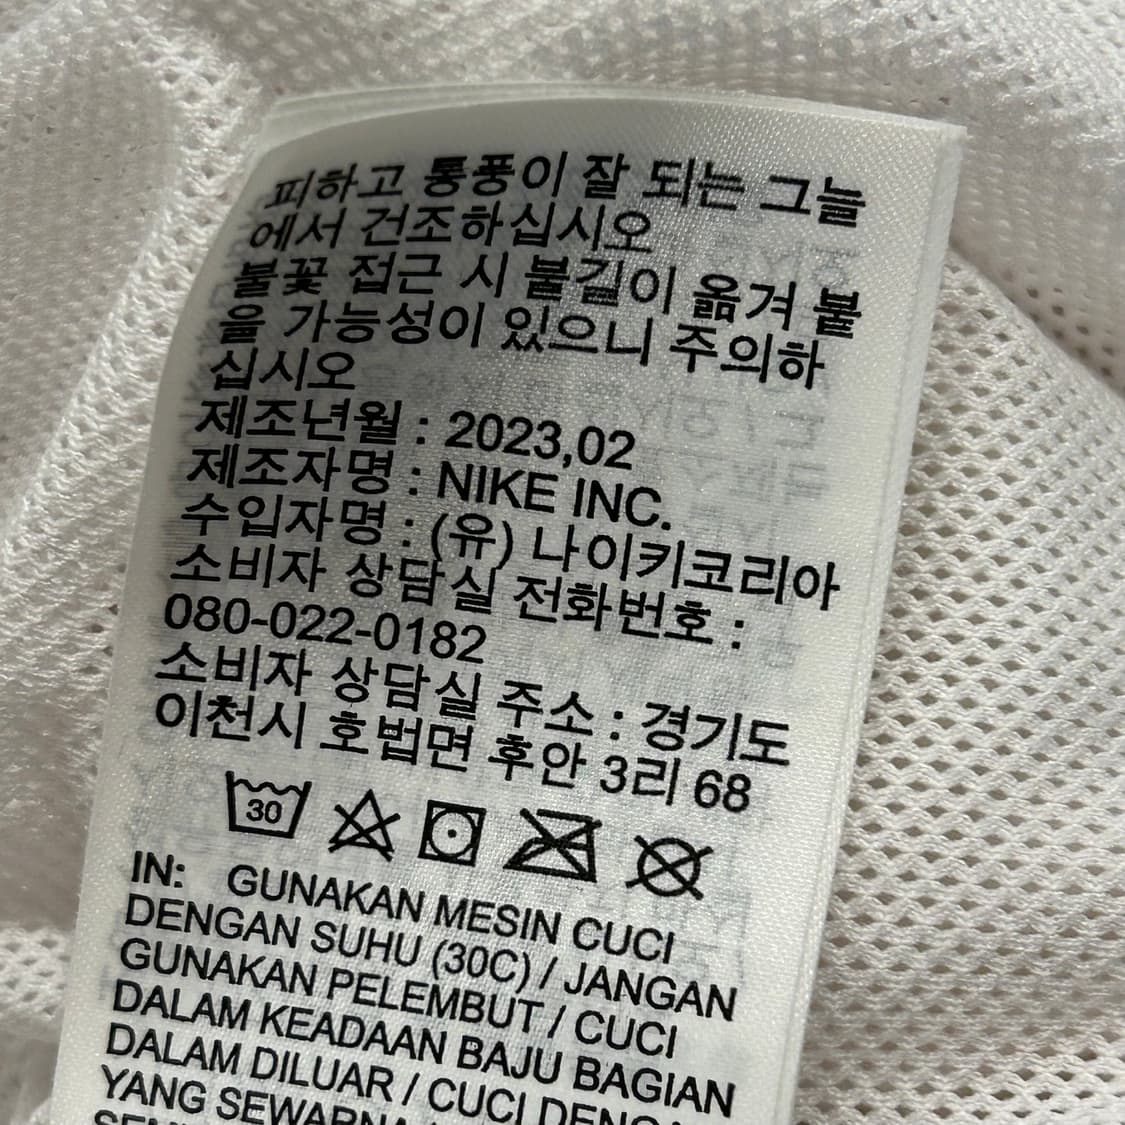 피하고 통풍이 잘 되는 그늘
에서 건조하십시오
불꽃 접근 시 불길이 옮겨 붙
을 가능성이 있으니 주의하
십시오
제조년월 : 2023,02
제조자명 : NIKE INC.
수입자명 : (유) 나이키코리아
소비자 상담실 전화번호 :
080-022-0182
소비자 상담실 주소 : 경기도
이천시 호법면 후안 3리 68
30
IN: GUNAKAN MESIN CUCI
DENGAN SUHU (30C) / JANGAN
GUNAKAN PELEMBUT / CUCI
DALAM KEADAAN BAJU BAGIAN
DALAM DILUAR / CUCI
YANG